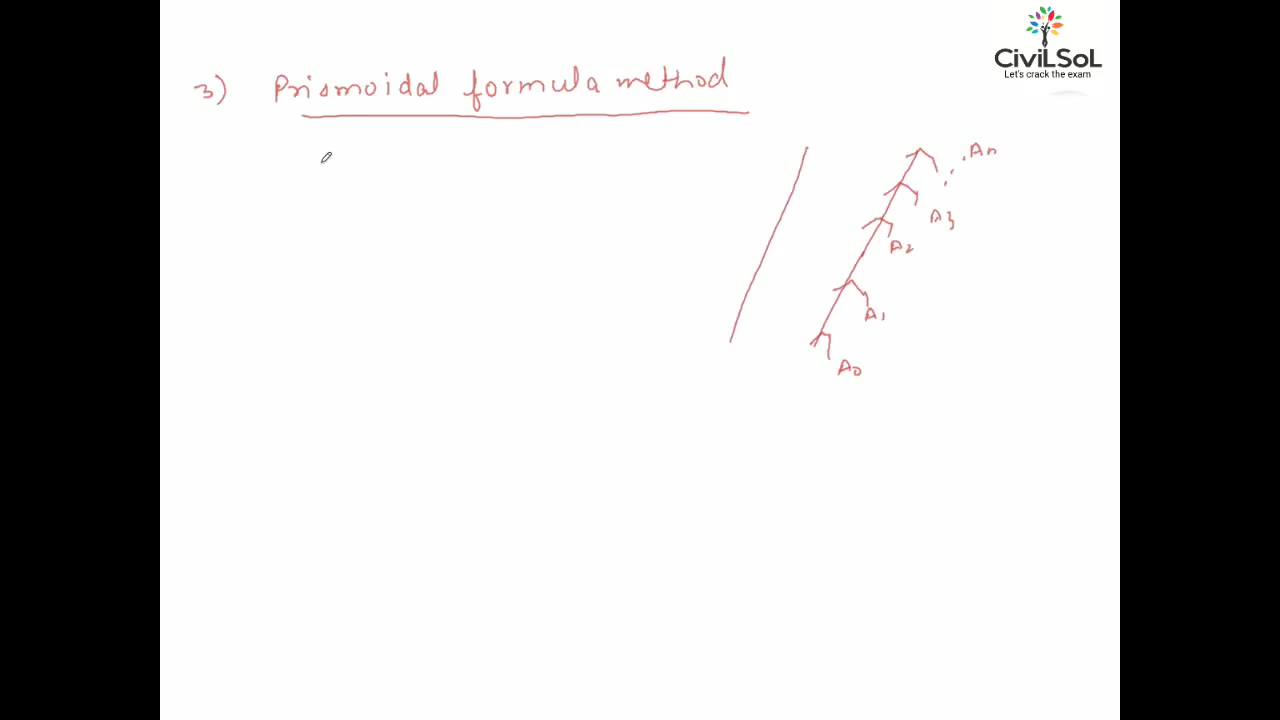 CiviLSoL
Let's crack the exam
3) Prismoidal formula method
An
A3
A2
A1
A0